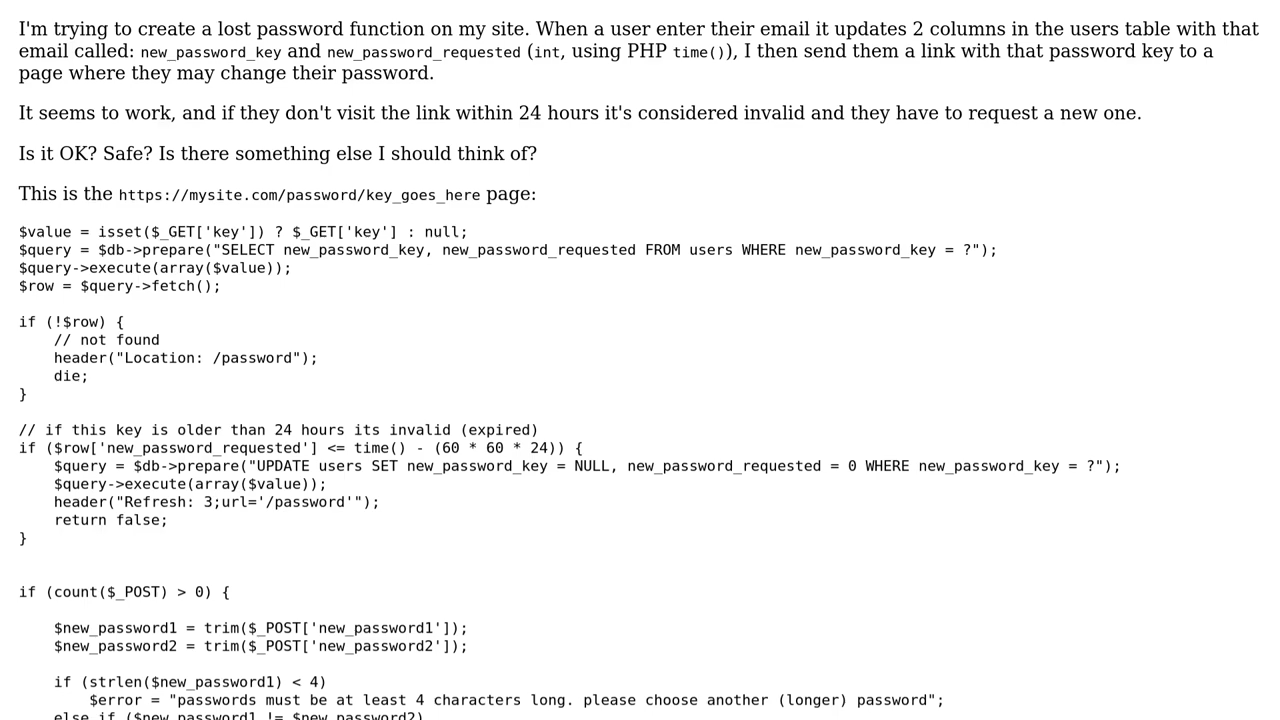 I'm trying to create a lost password function on my site. When a user enter their email it updates 2 columns in the users table with that
email called: new_password_key and new_password_requested (int, using PHP time()), I then send them a link with that password key to a
page where they may change their password.
It seems to work, and if they don't visit the link within 24 hours it's considered invalid and they have to request a new one.
Is it OK? Safe? Is there something else I should think of?
This is the https://mysite.com/password/key_goes_here page:
$value = isset($_GET['key']) ? $_GET['key'] : null;
$query = $db->prepare("SELECT new_password_key, new_password_requested FROM users WHERE new_password_key = ?");
$query->execute(array($value));
$row = $query->fetch();
if (!$row) {
    // not found
    header("Location: /password");
    die;
}
// if this key is older than 24 hours its invalid (expired)
if ($row['new_password_requested'] <= time() - (60 * 60 * 24)) {
    $query = $db->prepare("UPDATE users SET new_password_key = NULL, new_password_requested = 0 WHERE new_password_key = ?");
    $query->execute(array($value));
    header("Refresh: 3;url='/password'");
    return false;
}
if (count($_POST) > 0) {
    $new_password1 = trim($_POST['new_password1']);
    $new_password2 = trim($_POST['new_password2']);
    if (strlen($new_password1) < 4)
        $error = "passwords must be at least 4 characters long. please choose another (longer) password";
    else if ($new_password1 != $new_password2)